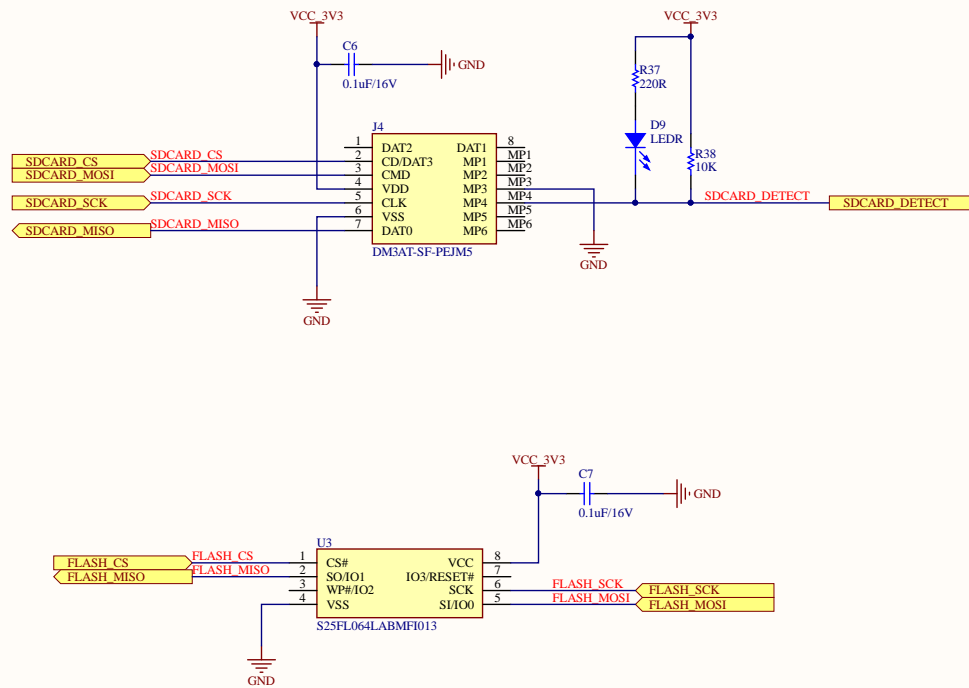 VCC_3V3
C6
GND
0.1uF/16V
VCC_3V3
R37
220R
D9
LEDR
R38
10K
J4
1 DAT2 DAT1 8
SDCARD_CS SDCARD_CS 2 CD/DAT3 MP1 MP1
SDCARD_MOSI SDCARD_MOSI 3 CMD MP2 MP2
4 VDD MP3 MP3
SDCARD_SCK SDCARD_SCK 5 CLK MP4 MP4 SDCARD_DETECT SDCARD_DETECT
6 VSS MP5 MP5
SDCARD_MISO SDCARD_MISO 7 DAT0 MP6 MP6
DM3AT-SF-PEJM5
GND
GND
VCC_3V3
C7
GND
0.1uF/16V
U3
FLASH_CS FLASH_CS 1 CS# VCC 8
FLASH_MISO FLASH_MISO 2 SO/IO1 IO3/RESET# 7
3 WP#/IO2 SCK 6 FLASH_SCK FLASH_SCK
4 VSS SI/IO0 5 FLASH_MOSI FLASH_MOSI
S25FL064LABMFI013
GND